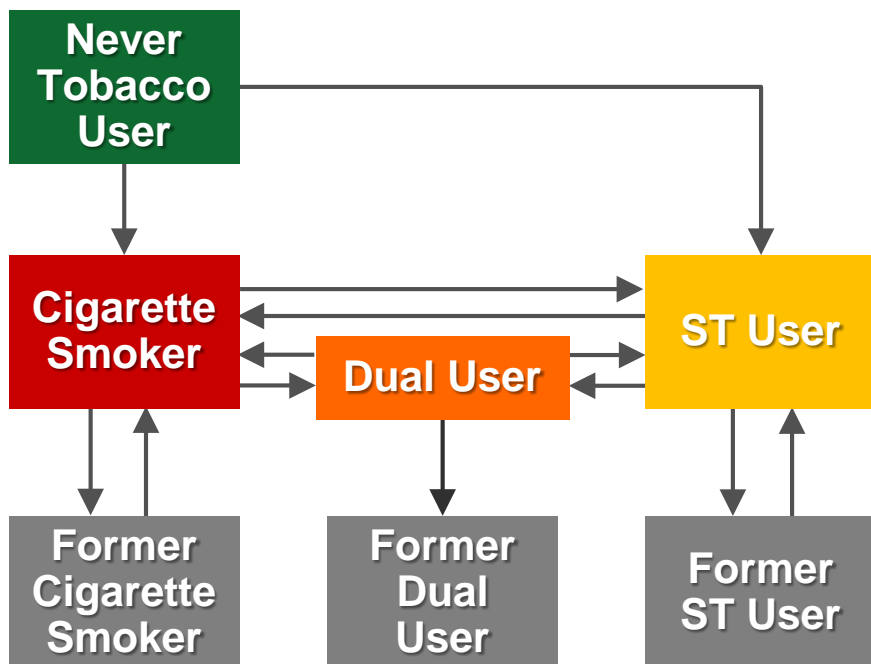 Never
Tobacco
User
Cigarette
Smoker
Dual User
ST User
Former
Cigarette
Smoker
Former
Dual
User
Former
ST User